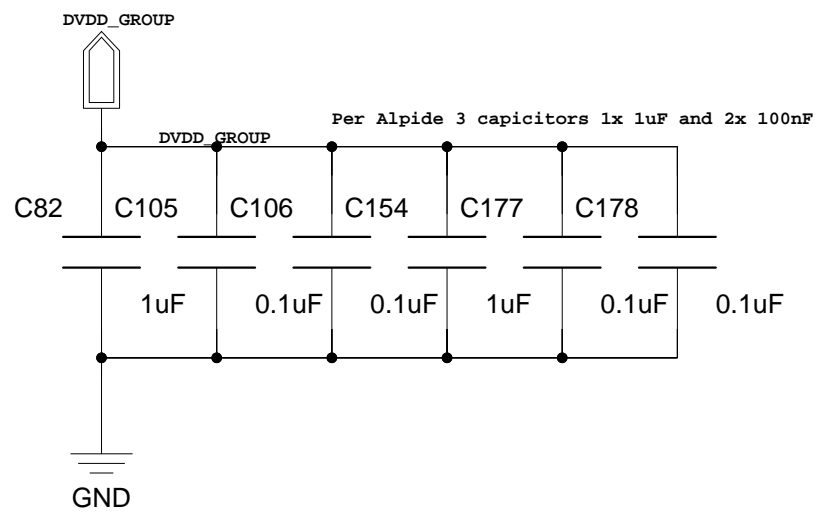 DVDD_GROUP
Per Alpide 3 capicitors 1x 1uF and 2x 100nF
DVDD_GROUP
C82 C105 C106 C154 C177 C178
1uF 0.1uF 0.1uF 1uF 0.1uF 0.1uF
GND